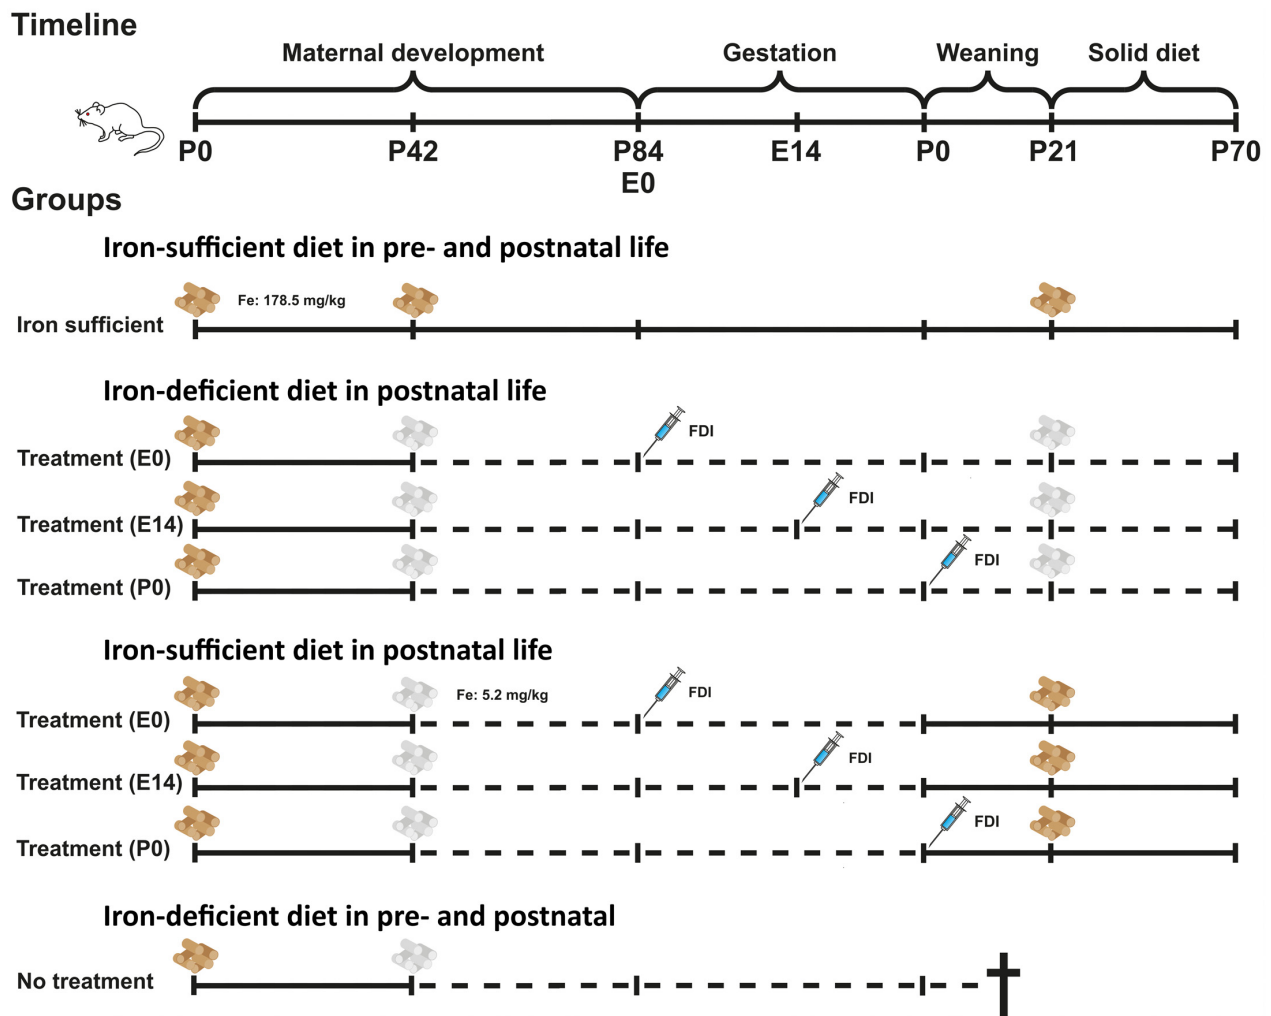 Timeline
Maternal development Gestation Weaning Solid diet
P0 P42 P84 E14 P0 P21 P70
E0
Groups
Iron-sufficient diet in pre- and postnatal life
Fe: 178.5 mg/kg
Iron sufficient
Iron-deficient diet in postnatal life
FDI
Treatment (E0)
FDI
Treatment (E14)
FDI
Treatment (P0)
Iron-sufficient diet in postnatal life
Fe: 5.2 mg/kg FDI
Treatment (E0)
FDI
Treatment (E14)
FDI
Treatment (P0)
Iron-deficient diet in pre- and postnatal
No treatment